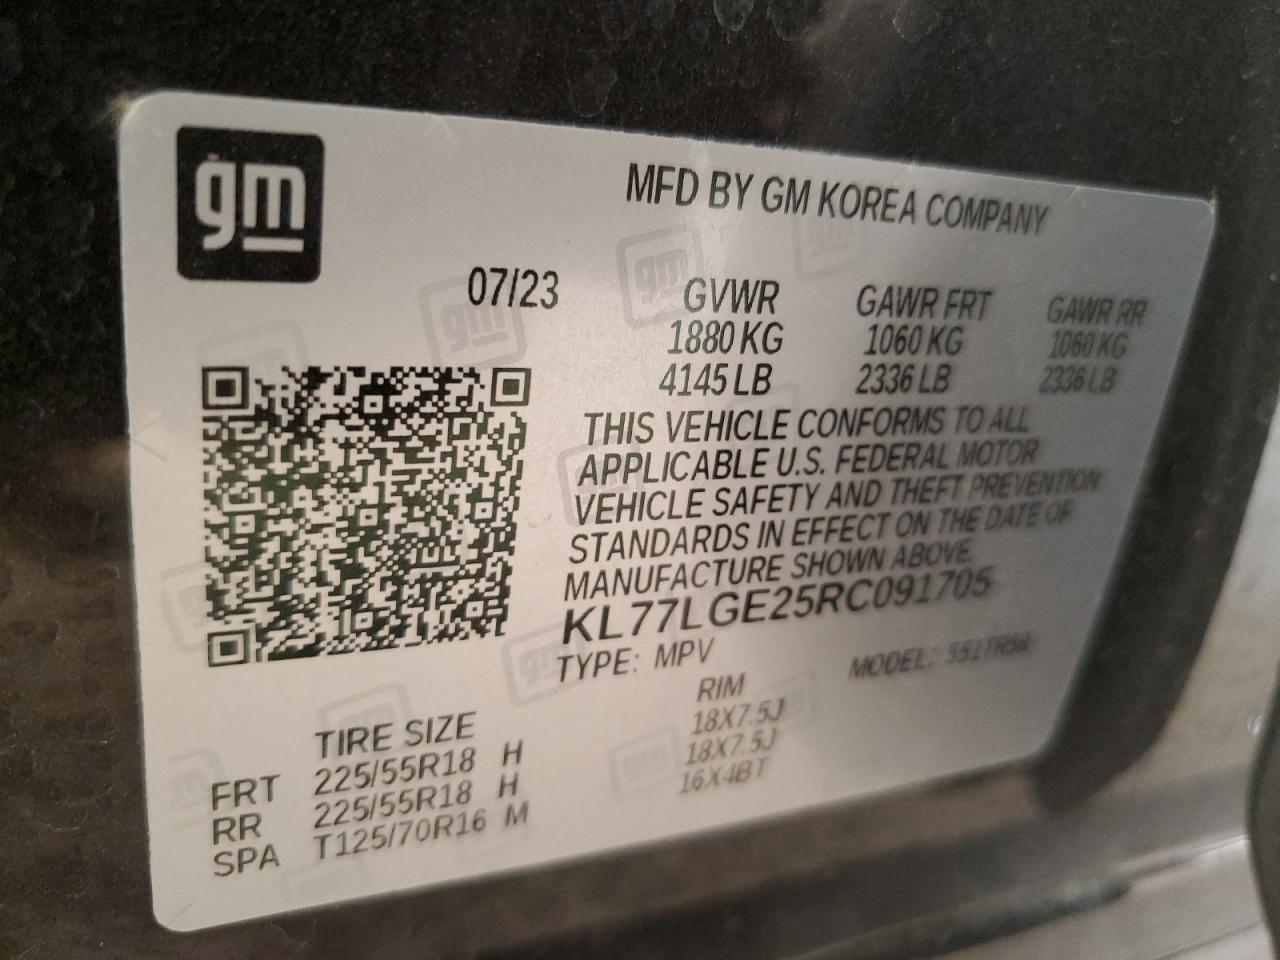 gm
MFD BY GM KOREA COMPANY
07/23
GVWR GAWR FRT GAWR RR
1880 KG 1060 KG 1060 KG
4145 LB 2336 LB 2336 LB
THIS VEHICLE CONFORMS TO ALL
APPLICABLE U.S. FEDERAL MOTOR
VEHICLE SAFETY AND THEFT PREVENTION
STANDARDS IN EFFECT ON THE DATE OF
MANUFACTURE SHOWN ABOVE.
KL77LGE25RC091705
TYPE: MPV MODEL:
TIRE SIZE RIM
FRT 225/55R18 H 18X7.5J
RR 225/55R18 H 18X7.5J
SPA T125/70R16 M 16X4BT